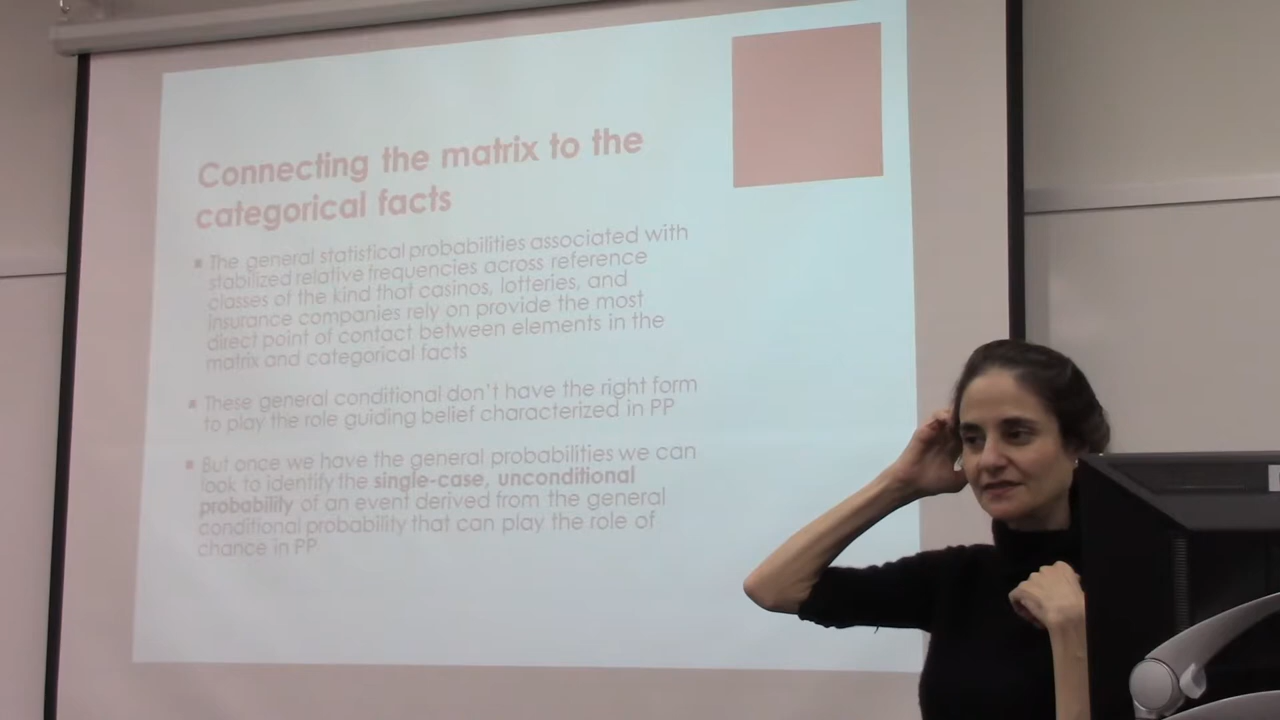 Connecting the matrix to the
categorical facts
▪ The general statistical probabilities associated with
stabilized relative frequencies across reference
classes of the kind that casinos, lotteries, and
insurance companies rely on provide the most
direct point of contact between elements in the
matrix and categorical facts
▪ These general conditional don't have the right form
to play the role guiding belief characterized in PP
▪ But once we have the general probabilities we can
look to identify the single-case, unconditional
probability of an event derived from the general
conditional probability that can play the role of
chance in PP